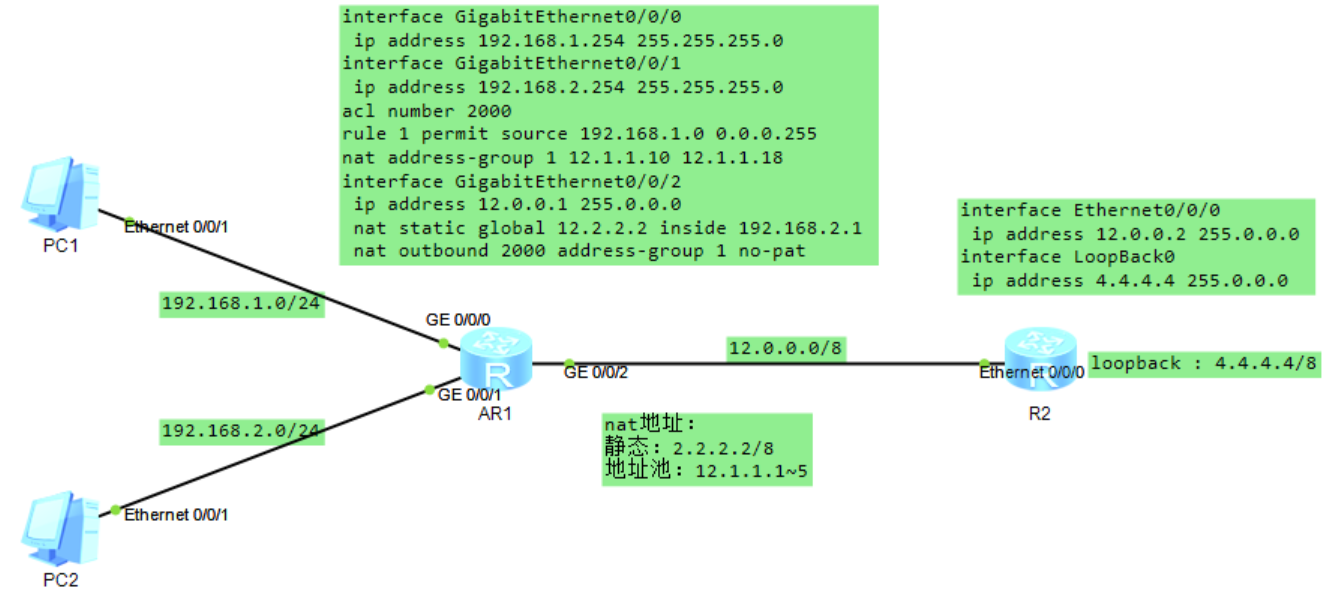 interface GigabitEthernet0/0/0
ip address 192.168.1.254 255.255.255.0
interface GigabitEthernet0/0/1
ip address 192.168.2.254 255.255.255.0
acl number 2000
rule 1 permit source 192.168.1.0 0.0.0.255
nat address-group 1 12.1.1.10 12.1.1.18
interface GigabitEthernet0/0/2
ip address 12.0.0.1 255.0.0.0
nat static global 12.2.2.2 inside 192.168.2.1
nat outbound 2000 address-group 1 no-pat
interface Ethernet0/0/0
ip address 12.0.0.2 255.0.0.0
interface LoopBack0
ip address 4.4.4.4 255.0.0.0
Ethernet 0/0/1
PC1
192.168.1.0/24
GE 0/0/0
12.0.0.0/8
GE 0/0/2
Ethernet 0/0/0
loopback : 4.4.4.4/8
R
R
GE 0/0/1
AR1
R2
192.168.2.0/24
nat地址：
静态：2.2.2.2/8
地址池：12.1.1.1~5
Ethernet 0/0/1
PC2